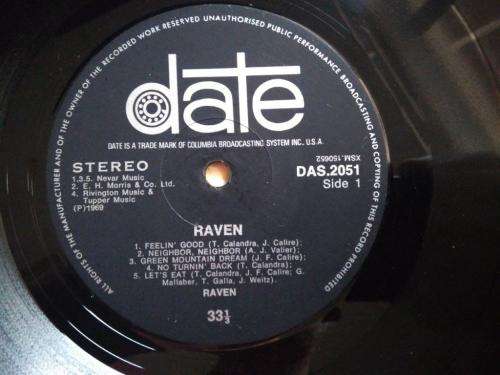 ALL RIGHTS OF THE MANUFACTURER AND OF THE OWNER OF THE RECORDED WORK RESERVED UNAUTHORISED PUBLIC PERFORMANCE BROADCASTING AND COPYING OF THIS RECORD PROHIBITED
date
DATE IS A TRADE MARK OF COLUMBIA BROADCASTING SYSTEM INC., U.S.A.
STEREO
1.3.5. Nevar Music
2. E. H. Morris & Co. Ltd.
4. Rivington Music &
Tupper Music
(P)1969
XSM.150652
DAS.2051
Side 1
RAVEN
1. FEELIN' GOOD (T. Calandra, J. Calire);
2. NEIGHBOR, NEIGHBOR (A. J. Valier);
3. GREEN MOUNTAIN DREAM (J. F. Calire);
4. NO TURNIN' BACK (T. Calandra);
5. LET'S EAT (T. Calandra, J. F. Calire; G.
Mallaber, T. Galla, J. Weitz).
RAVEN
33⅓